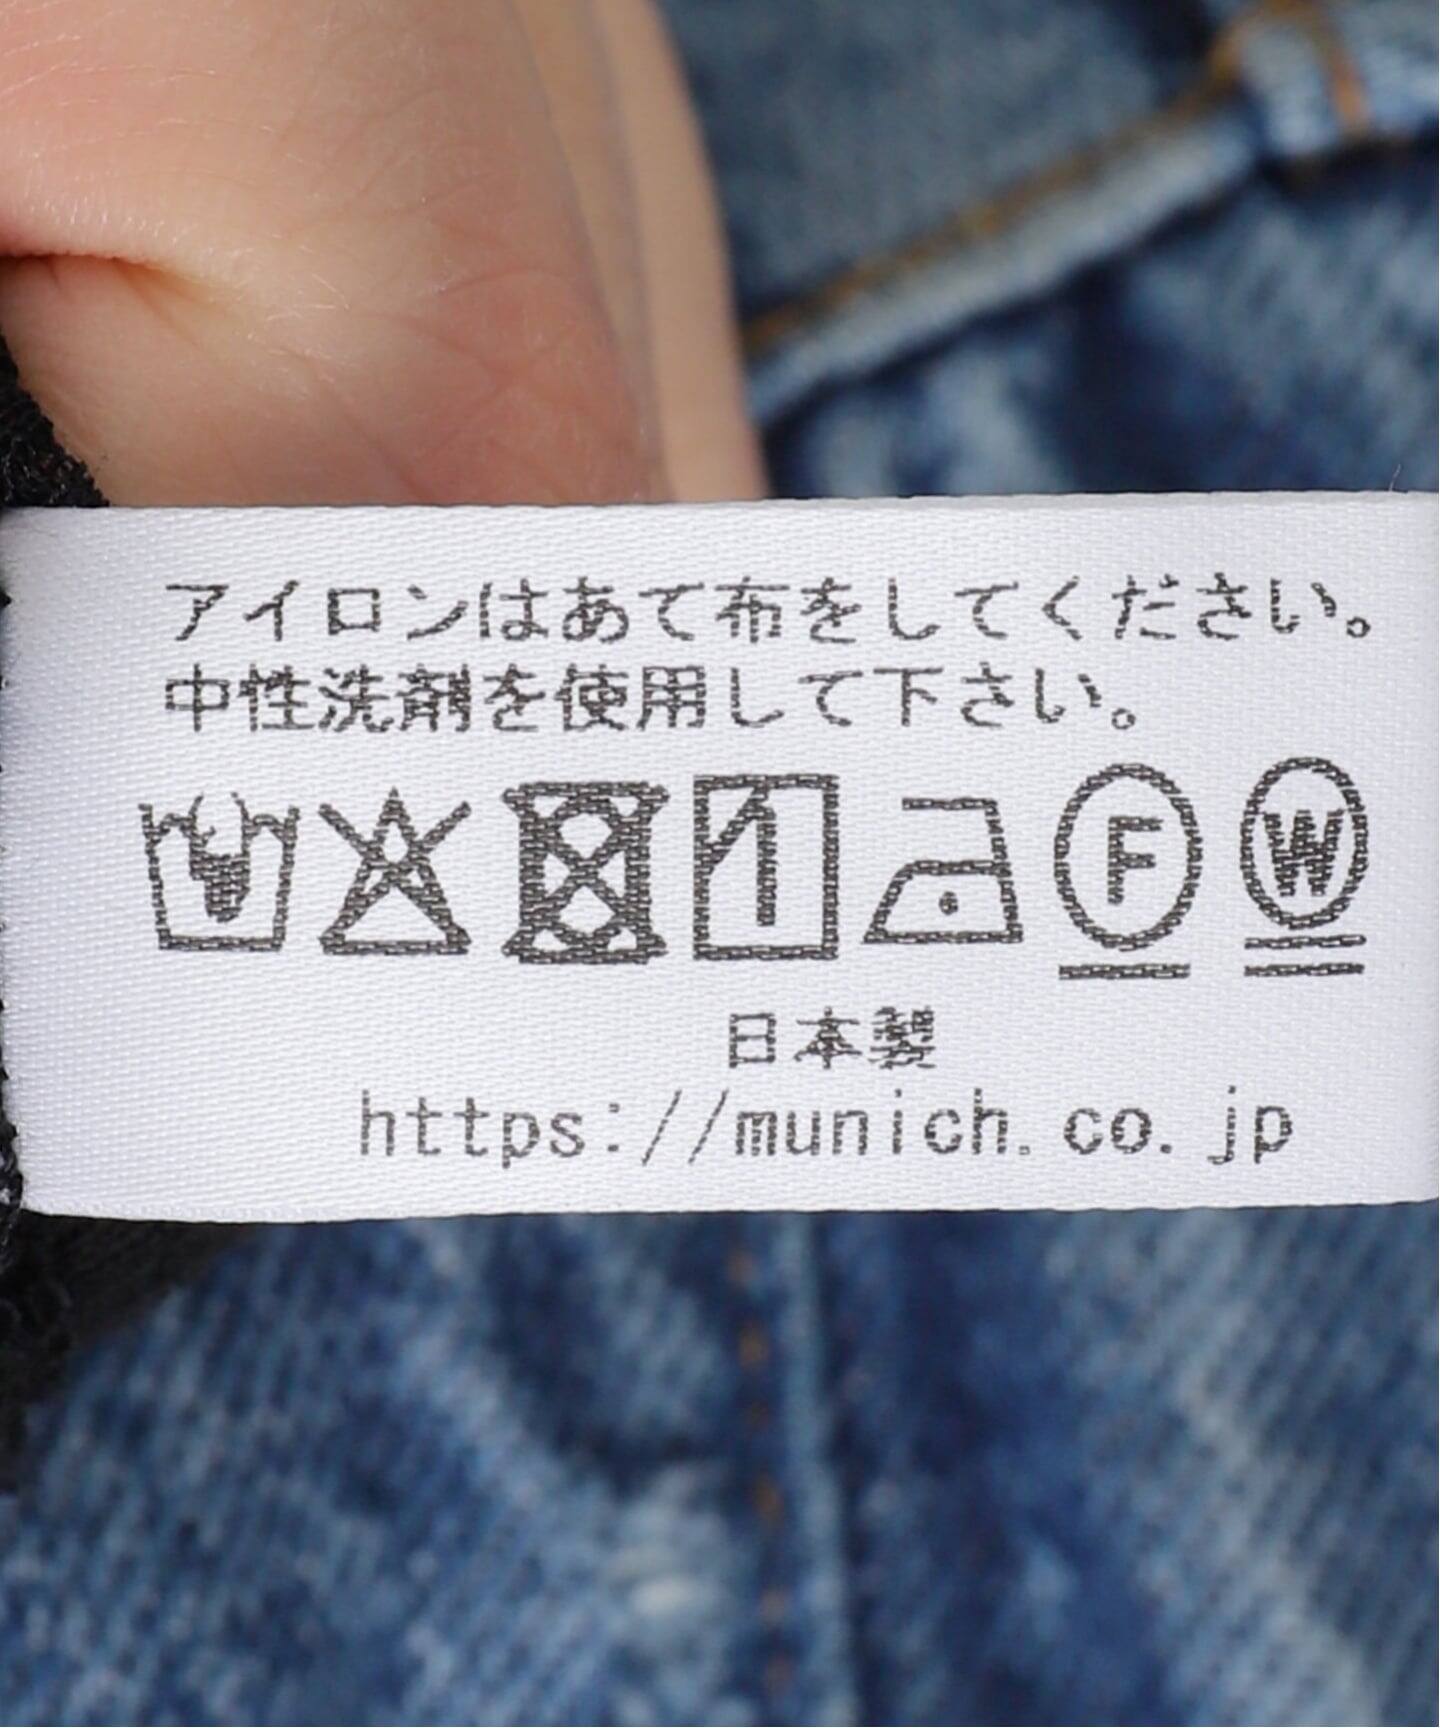 アイロンはあて布をしてください。
中性洗剤を使用して下さい。
F W
日本製
https://munich.co.jp